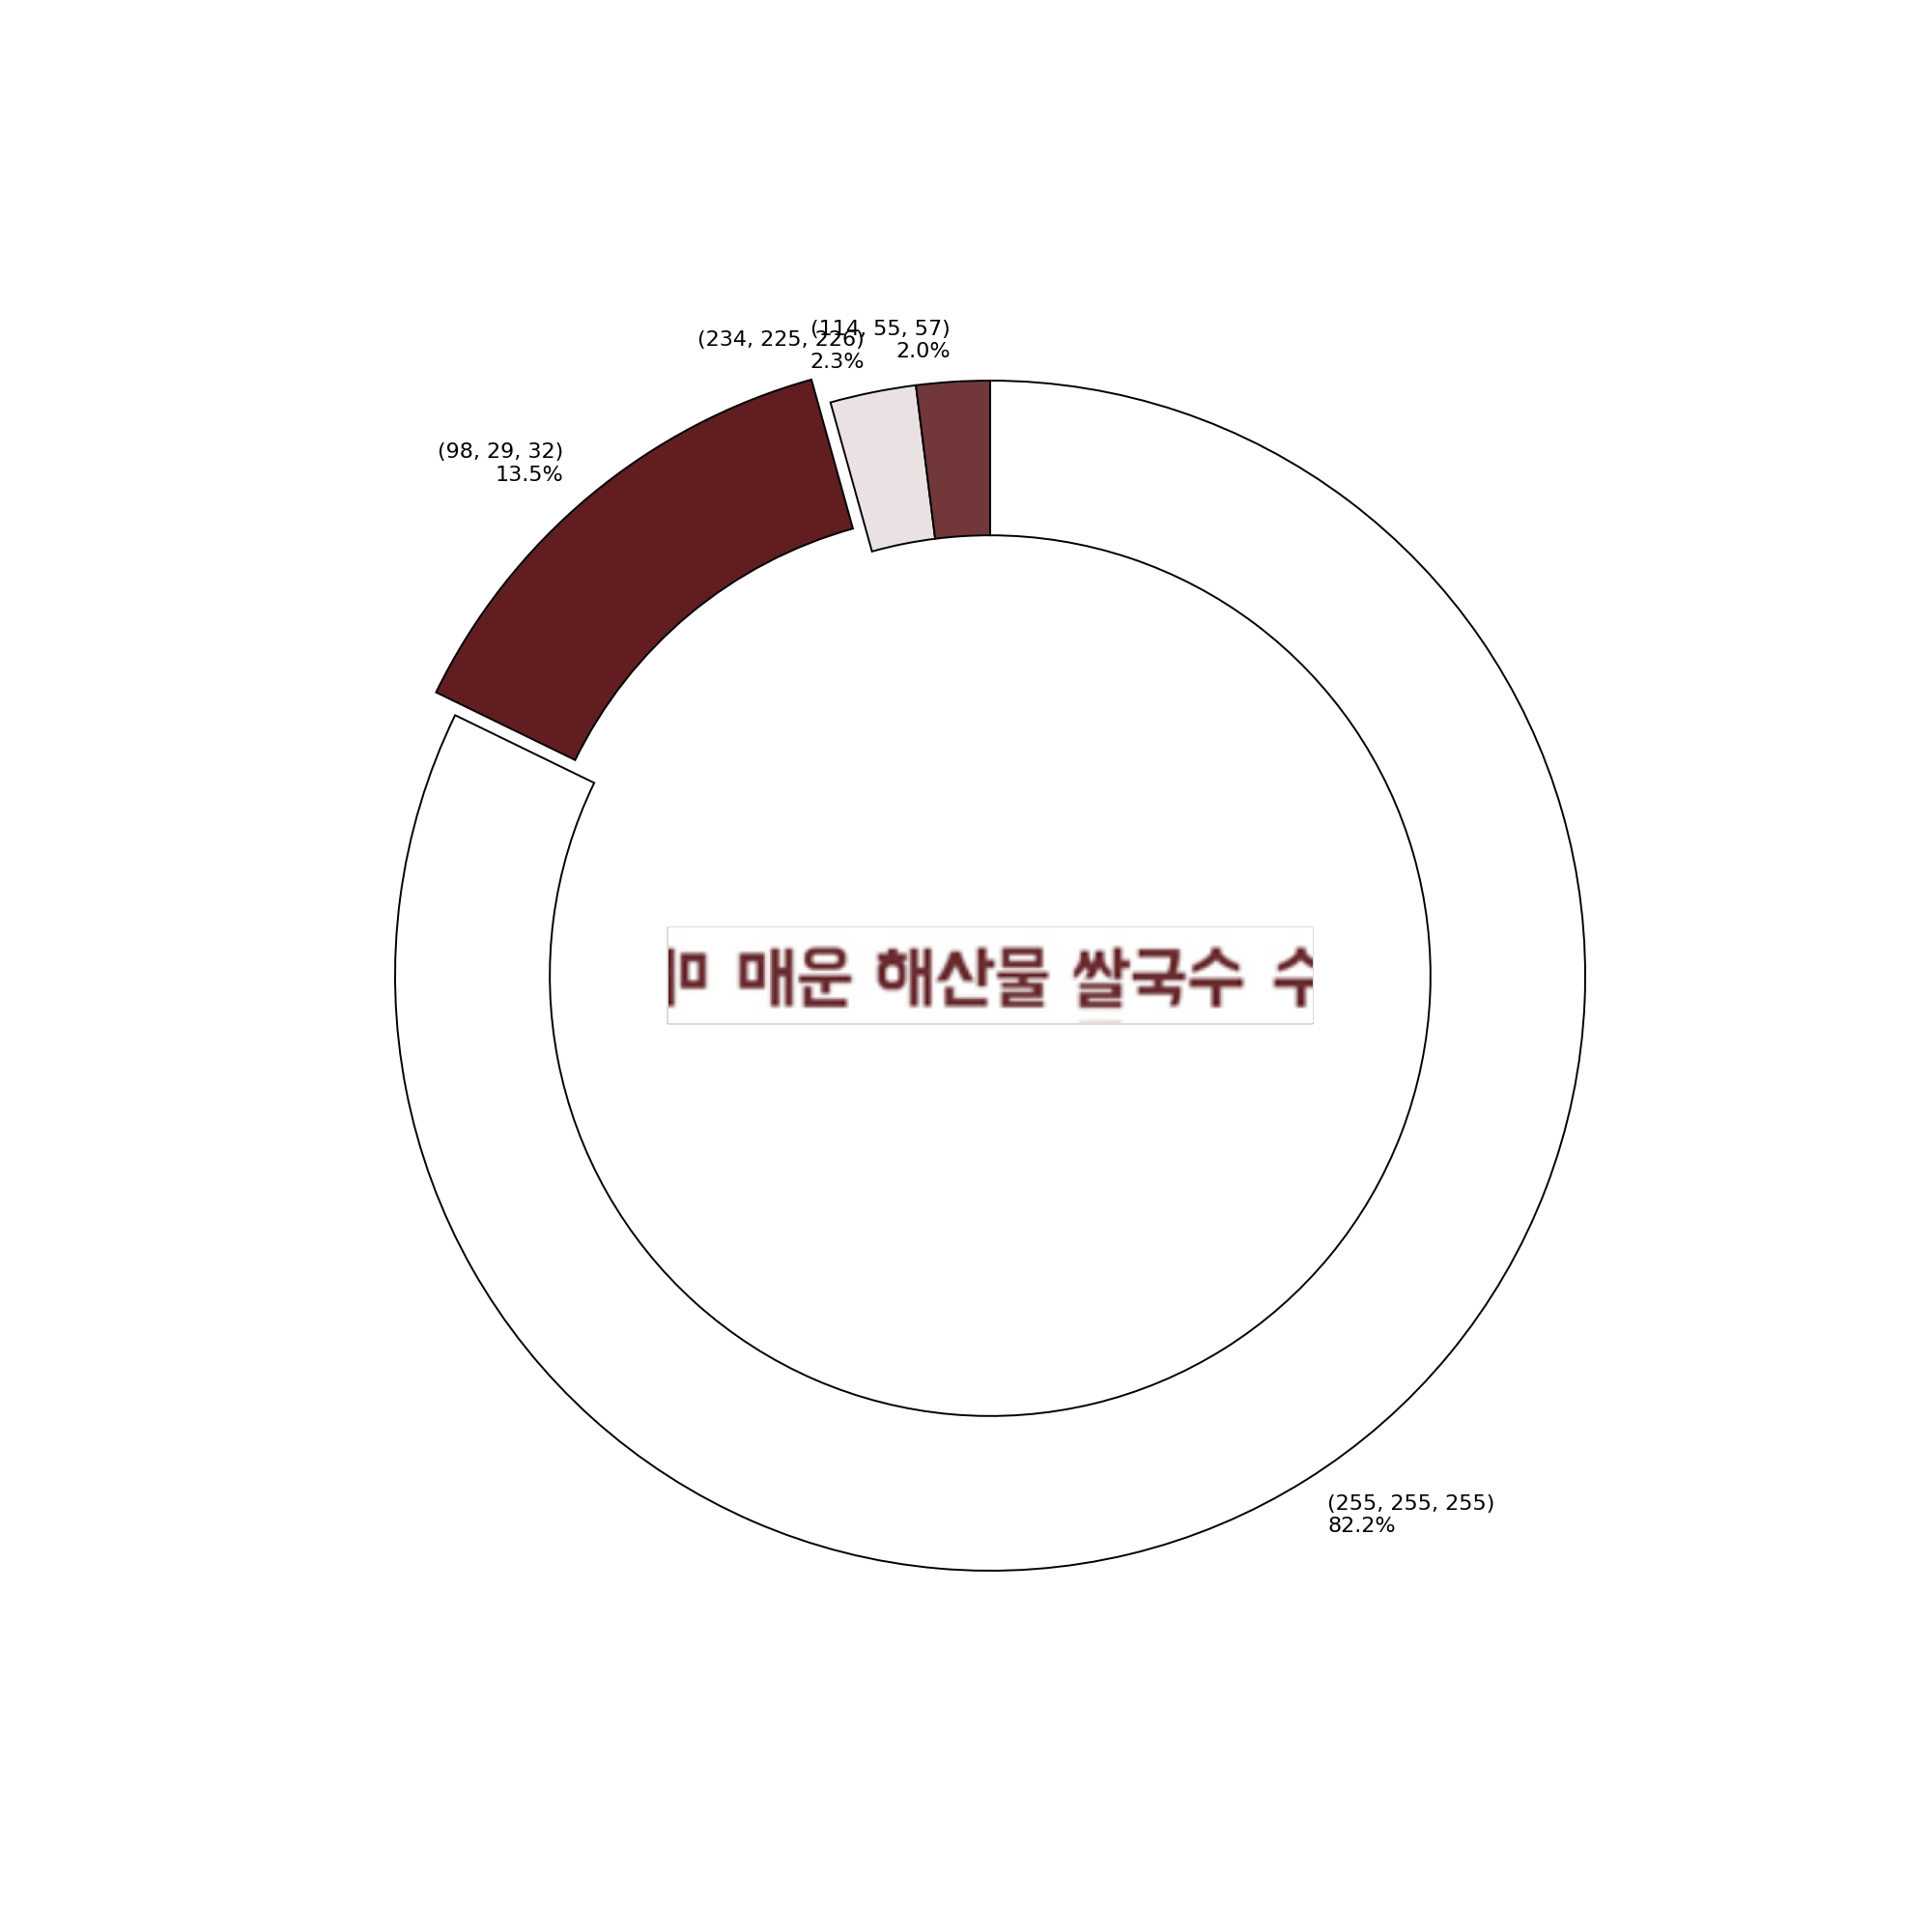 (114, 55, 57)
2.0%
(234, 225, 226)
2.3%
(98, 29, 32)
13.5%
매운 해산물 쌀국수
(255, 255, 255)
82.2%